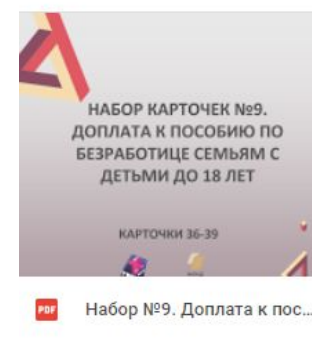 НАБОР КАРТОЧЕК №9.
ДОПЛАТА К ПОСОБИЮ ПО
БЕЗРАБОТИЦЕ СЕМЬЯМ С
ДЕТЬМИ ДО 18 ЛЕТ
КАРТОЧКИ 36-39
PDF Набор №9. Доплата к пос...